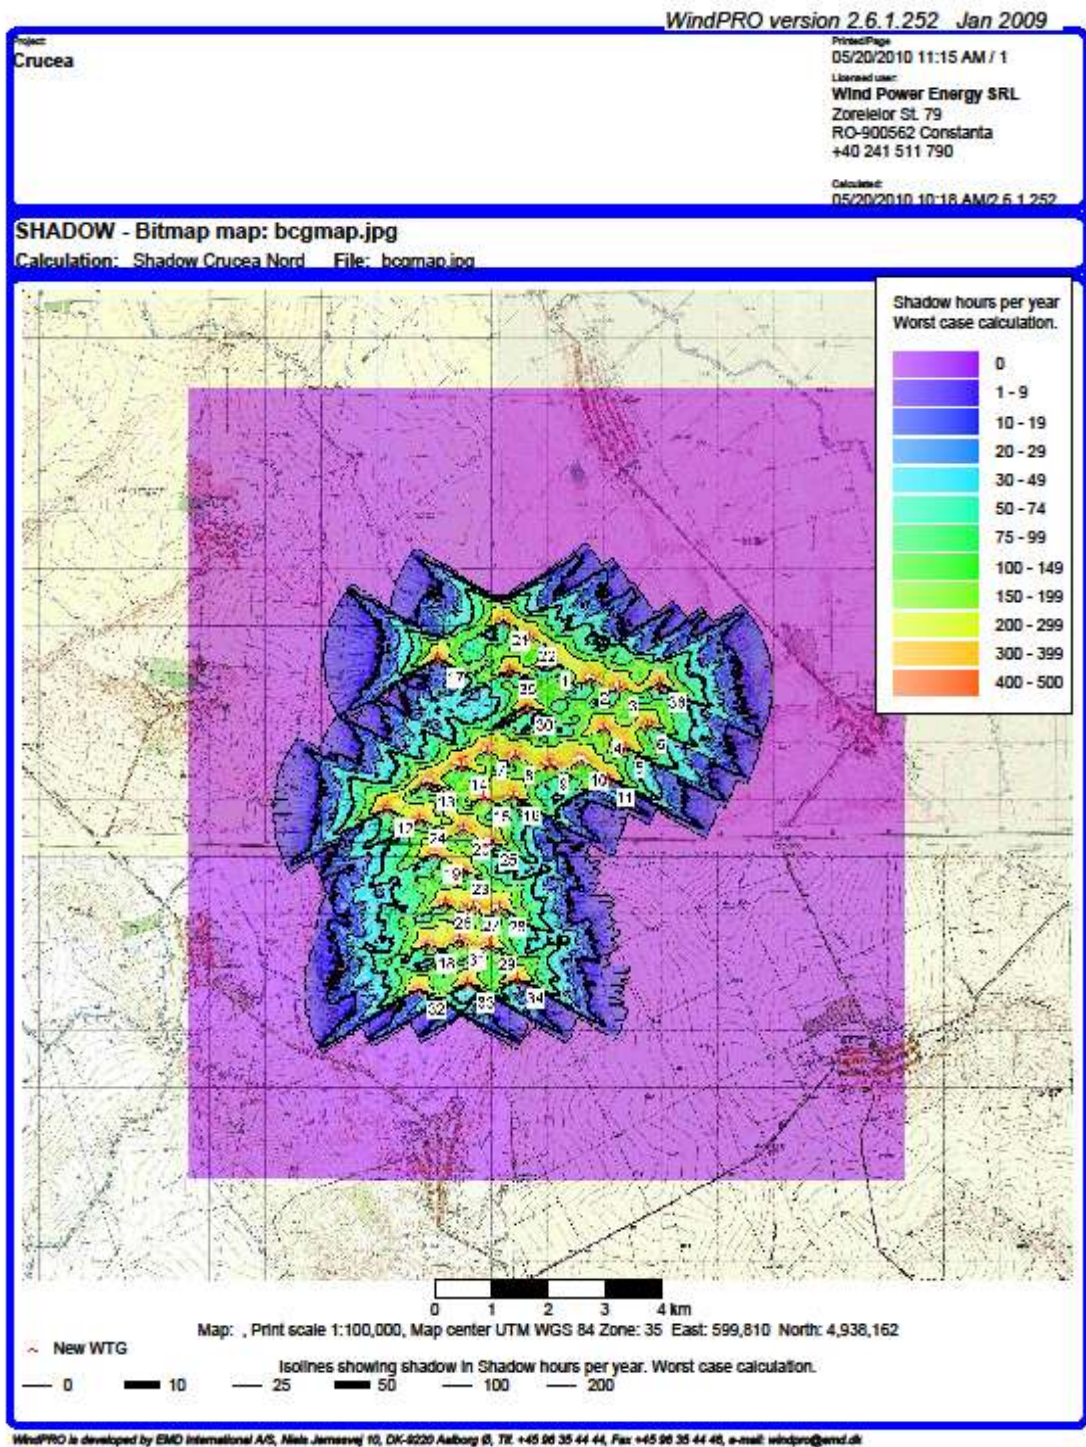 WindPRO version 2.6.1.252 Jan 2009
Project:
Crucea
Printed/Page
05/20/2010 11:15 AM / 1
Licensed user:
Wind Power Energy SRL
Zorelelor St. 79
RO-900562 Constanta
+40 241 511 790
Calculated:
05/20/2010 10:18 AM/2.6.1.252
SHADOW - Bitmap map: bcgmap.jpg
Calculation: Shadow Crucea Nord File: bcgmap.jpg
Shadow hours per year
Worst case calculation.
0
1 - 9
10 - 19
20 - 29
30 - 49
50 - 74
75 - 99
100 - 149
150 - 199
200 - 299
300 - 399
400 - 500
21
22
17
1
2
3
30
4
5
6
7
8
9
10
11
14
13
15
16
12
24
25
19
23
26
27
28
18
31
29
32
33
34
0 1 2 3 4 km
Map: , Print scale 1:100,000, Map center UTM WGS 84 Zone: 35 East: 599,810 North: 4,938,162
New WTG
Isolines showing shadow in Shadow hours per year. Worst case calculation.
0 10 25 50 100 200
WindPRO is developed by EMD International A/S, Niels Jernesvej 10, DK-9220 Aalborg Ø, Tlf. +45 96 35 44 44, Fax +45 96 35 44 46, e-mail: windpro@emd.dk